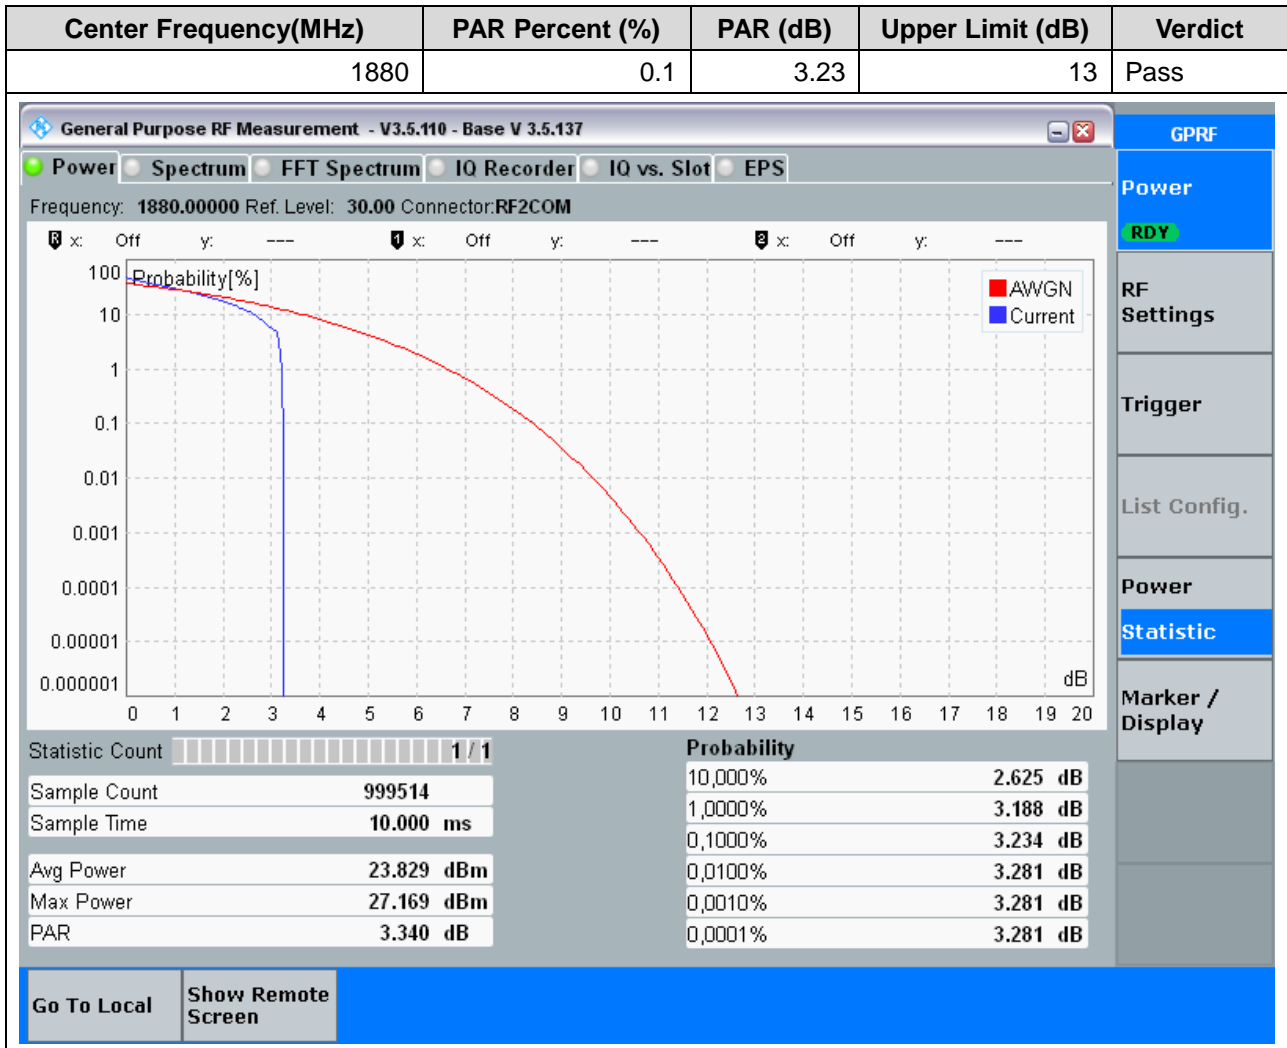 Center Frequency(MHz) PAR Percent (%) PAR (dB) Upper Limit (dB) Verdict
1880 0.1 3.23 13 Pass
General Purpose RF Measurement - V3.5.110 - Base V 3.5.137
GPRF
Power Spectrum FFT Spectrum IQ Recorder IQ vs. Slot EPS
Power
RDY
Frequency: 1880.00000 Ref. Level: 30.00 Connector:RF2COM
R x: Off y: --- 1 x: Off y: --- 2 x: Off y: ---
Probability[%]
AWGN
Current
100
10
1
0.1
0.01
0.001
0.0001
0.00001
0.000001
dB
0 1 2 3 4 5 6 7 8 9 10 11 12 13 14 15 16 17 18 19 20
RF
Settings
Trigger
List Config.
Power
Statistic
Marker /
Display
Statistic Count 1 / 1
Sample Count 999514
Sample Time 10.000 ms
Avg Power 23.829 dBm
Max Power 27.169 dBm
PAR 3.340 dB
Probability
10,000% 2.625 dB
1,0000% 3.188 dB
0,1000% 3.234 dB
0,0100% 3.281 dB
0,0010% 3.281 dB
0,0001% 3.281 dB
Go To Local
Show Remote
Screen